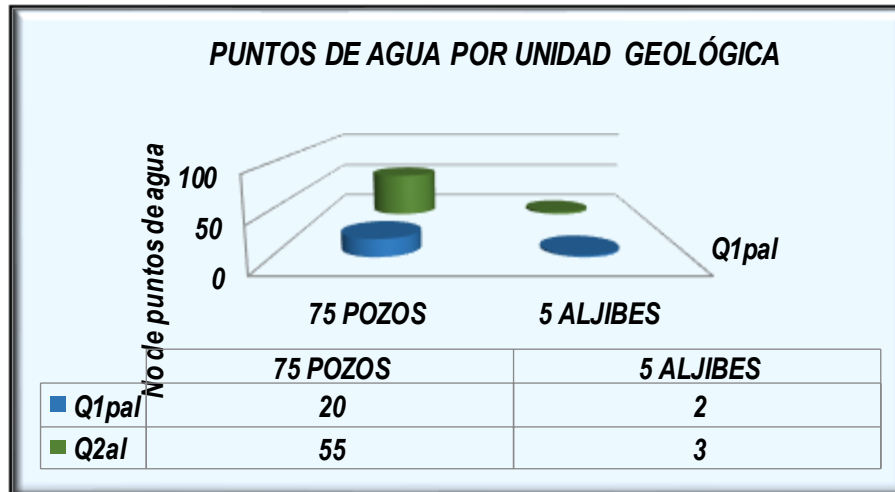 PUNTOS DE AGUA POR UNIDAD GEOLÓGICA
No de puntos de agua
100
50
0
Q1pal
75 POZOS 5 ALJIBES
75 POZOS 5 ALJIBES
Q1pal 20 2
Q2al 55 3